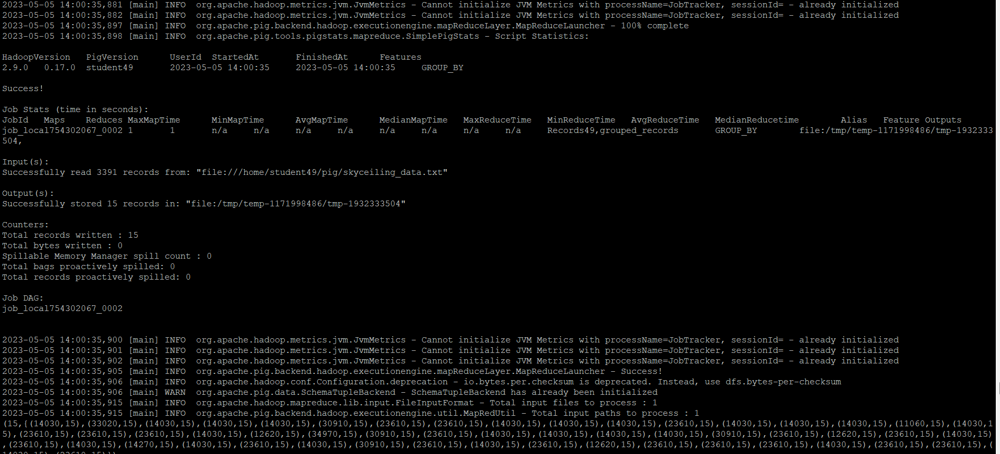 2023-05-05 14:00:35,881 [main] INFO  org.apache.hadoop.metrics.jvm.JvmMetrics - Cannot initialize JVM Metrics with processName=JobTracker, sessionId= - already initialized
2023-05-05 14:00:35,882 [main] INFO  org.apache.hadoop.metrics.jvm.JvmMetrics - Cannot initialize JVM Metrics with processName=JobTracker, sessionId= - already initialized
2023-05-05 14:00:35,897 [main] INFO  org.apache.pig.backend.hadoop.executionengine.mapReduceLayer.MapReduceLauncher - 100% complete
2023-05-05 14:00:35,898 [main] INFO  org.apache.pig.tools.pigstats.mapreduce.SimplePigStats - Script Statistics:
HadoopVersion   PigVersion      UserId  StartedAt       FinishedAt      Features
2.9.0   0.17.0  student49       2023-05-05 14:00:35     2023-05-05 14:00:35     GROUP_BY
Success!
Job Stats (time in seconds):
JobId   Maps    Reduces MaxMapTime      MinMapTime      AvgMapTime      MedianMapTime   MaxReduceTime   MinReduceTime   AvgReduceTime   MedianReducetime        Alias   Feature Outputs
job_local754302067_0002 1       1       n/a     n/a     n/a     n/a     n/a     n/a     n/a     n/a     Records49,grouped_records       GROUP_BY        file:/tmp/temp-1171998486/tmp-1932333
504,
Input(s):
Successfully read 3391 records from: "file:///home/student49/pig/skyceiling_data.txt"
Output(s):
Successfully stored 15 records in: "file:/tmp/temp-1171998486/tmp-1932333504"
Counters:
Total records written : 15
Total bytes written : 0
Spillable Memory Manager spill count : 0
Total bags proactively spilled: 0
Total records proactively spilled: 0
Job DAG:
job_local754302067_0002
2023-05-05 14:00:35,900 [main] INFO  org.apache.hadoop.metrics.jvm.JvmMetrics - Cannot initialize JVM Metrics with processName=JobTracker, sessionId= - already initialized
2023-05-05 14:00:35,901 [main] INFO  org.apache.hadoop.metrics.jvm.JvmMetrics - Cannot initialize JVM Metrics with processName=JobTracker, sessionId= - already initialized
2023-05-05 14:00:35,902 [main] INFO  org.apache.hadoop.metrics.jvm.JvmMetrics - Cannot initialize JVM Metrics with processName=JobTracker, sessionId= - already initialized
2023-05-05 14:00:35,905 [main] INFO  org.apache.pig.backend.hadoop.executionengine.mapReduceLayer.MapReduceLauncher - Success!
2023-05-05 14:00:35,906 [main] INFO  org.apache.hadoop.conf.Configuration.deprecation - io.bytes.per.checksum is deprecated. Instead, use dfs.bytes-per-checksum
2023-05-05 14:00:35,906 [main] WARN  org.apache.pig.data.SchemaTupleBackend - SchemaTupleBackend has already been initialized
2023-05-05 14:00:35,915 [main] INFO  org.apache.hadoop.mapreduce.lib.input.FileInputFormat - Total input files to process : 1
2023-05-05 14:00:35,915 [main] INFO  org.apache.pig.backend.hadoop.executionengine.util.MapRedUtil - Total input paths to process : 1
(15,{(14030,15),(33020,15),(14030,15),(14030,15),(14030,15),(30910,15),(23610,15),(23610,15),(14030,15),(14030,15),(14030,15),(23610,15),(14030,15),(14030,15),(14030,15),(11060,15),(14030,1
5),(23610,15),(23610,15),(23610,15),(14030,15),(12620,15),(34970,15),(30910,15),(23610,15),(14030,15),(14030,15),(14030,15),(14030,15),(30910,15),(23610,15),(12620,15),(23610,15),(14030,15)
,(23610,15),(14030,15),(14270,15),(14030,15),(23610,15),(14030,15),(30910,15),(23610,15),(12620,15),(23610,15),(23610,15),(23610,15),(23610,15),(14030,15),(23610,15),(23610,15),(